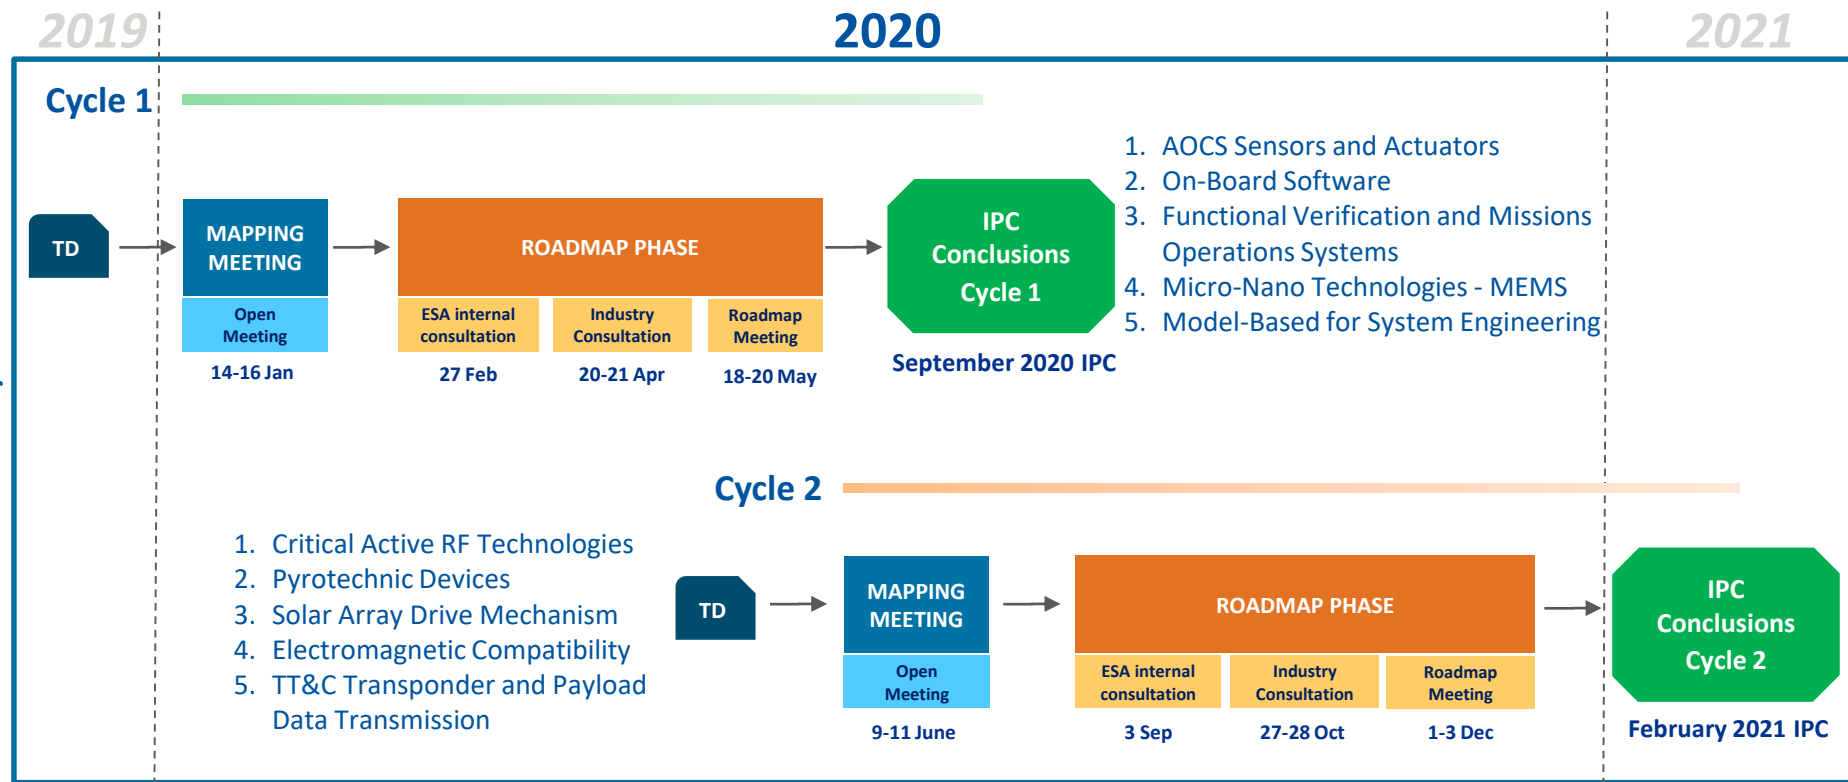 2019
2020
2021
Cycle 1
TD
MAPPING
MEETING
Open
Meeting
14-16 Jan
ROADMAP PHASE
ESA internal
consultation
27 Feb
Industry
Consultation
20-21 Apr
Roadmap
Meeting
18-20 May
IPC
Conclusions
Cycle 1
September 2020 IPC
1. AOCS Sensors and Actuators
2. On-Board Software
3. Functional Verification and Missions
Operations Systems
4. Micro-Nano Technologies - MEMS
5. Model-Based for System Engineering
Cycle 2
1. Critical Active RF Technologies
2. Pyrotechnic Devices
3. Solar Array Drive Mechanism
4. Electromagnetic Compatibility
5. TT&C Transponder and Payload
Data Transmission
TD
MAPPING
MEETING
Open
Meeting
9-11 June
ROADMAP PHASE
ESA internal
consultation
3 Sep
Industry
Consultation
27-28 Oct
Roadmap
Meeting
1-3 Dec
IPC
Conclusions
Cycle 2
February 2021 IPC